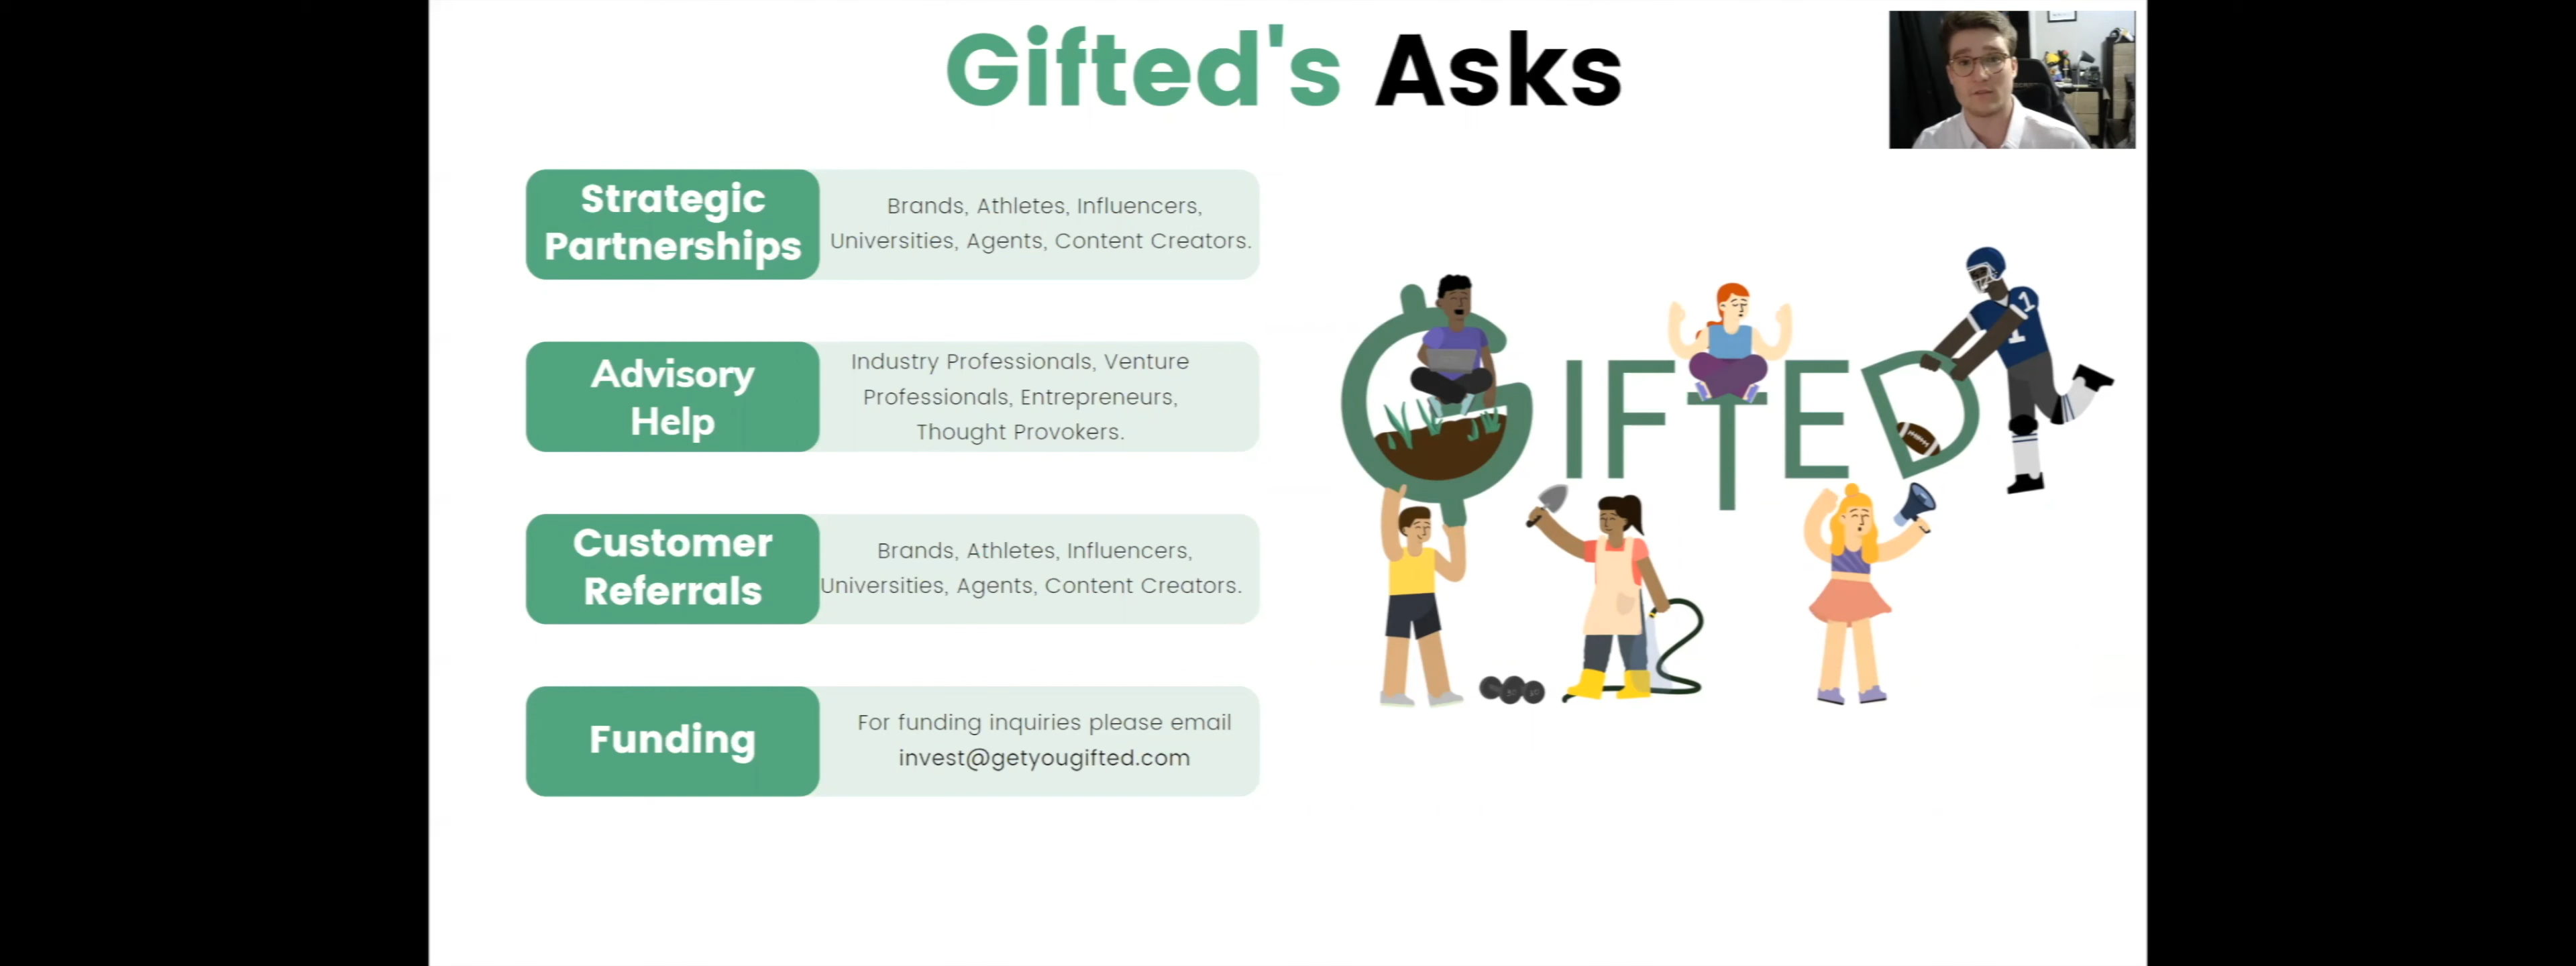 Gifted's Asks
Strategic
Partnerships
Brands, Athletes, Influencers,
Universities, Agents, Content Creators.
Advisory
Help
Industry Professionals, Venture
Professionals, Entrepreneurs,
Thought Provokers.
Customer
Referrals
Brands, Athletes, Influencers,
Universities, Agents, Content Creators.
Funding
For funding inquiries please email
invest@getyougifted.com
GIFTED
11
1